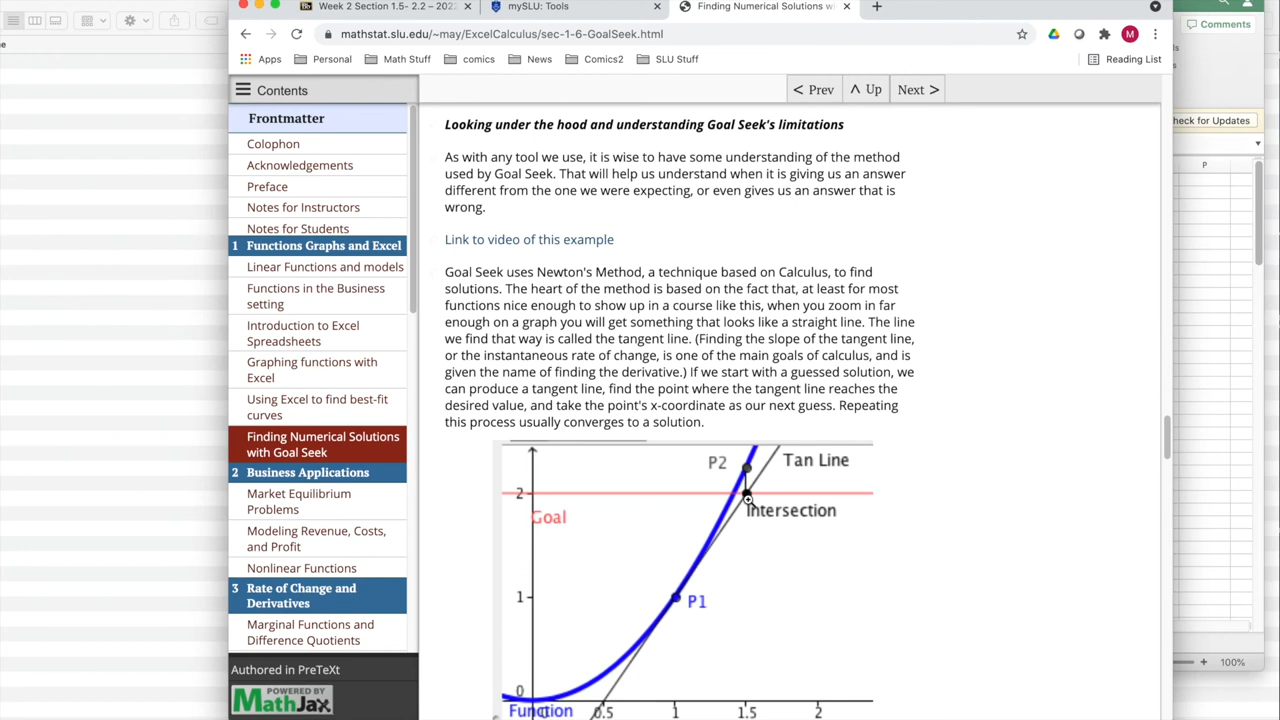 Week 2 Section 1.5- 2.2 – 202
mySLU: Tools
Finding Numerical Solutions w
Comments
mathstat.slu.edu/~may/ExcelCalculus/sec-1-6-GoalSeek.html
M
Apps
Personal
Math Stuff
comics
News
Comics2
SLU Stuff
Reading List
Contents
< Prev
^ Up
Next >
heck for Updates
P
Frontmatter
Colophon
Acknowledgements
Preface
Notes for Instructors
Notes for Students
1 Functions Graphs and Excel
Linear Functions and models
Functions in the Business
setting
Introduction to Excel
Spreadsheets
Graphing functions with
Excel
Using Excel to find best-fit
curves
Finding Numerical Solutions
with Goal Seek
2 Business Applications
Market Equilibrium
Problems
Modeling Revenue, Costs,
and Profit
Nonlinear Functions
3 Rate of Change and
Derivatives
Marginal Functions and
Difference Quotients
Authored in PreTeXt
POWERED BY
MathJax
Looking under the hood and understanding Goal Seek's limitations
As with any tool we use, it is wise to have some understanding of the method
used by Goal Seek. That will help us understand when it is giving us an answer
different from the one we were expecting, or even gives us an answer that is
wrong.
Link to video of this example
Goal Seek uses Newton's Method, a technique based on Calculus, to find
solutions. The heart of the method is based on the fact that, at least for most
functions nice enough to show up in a course like this, when you zoom in far
enough on a graph you will get something that looks like a straight line. The line
we find that way is called the tangent line. (Finding the slope of the tangent line,
or the instantaneous rate of change, is one of the main goals of calculus, and is
given the name of finding the derivative.) If we start with a guessed solution, we
can produce a tangent line, find the point where the tangent line reaches the
desired value, and take the point's x-coordinate as our next guess. Repeating
this process usually converges to a solution.
P2
Tan Line
2
Goal
Intersection
1
P1
0
Function
0.5
1
1.5
2
100%